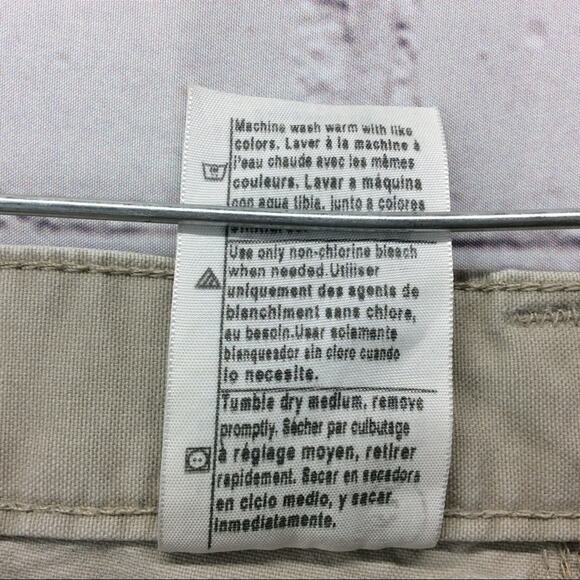 Machine wash warm with like
colors. Laver à la machine à
l'eau chaude avec les mêmes
couleurs. Lavar a máquina
con agua tibia, junto a colores
Use only non-chlorine bleach
when needed.Utiliser
uniquement des agents de
blanchiment sans chlore,
au besoin.Usar solamente
blanqueador sin cloro cuando
lo necesite.
Tumble dry medium, remove
promptly. Sécher par culbutage
à réglage moyen, retirer
rapidement. Secar en secadora
en ciclo medio, y sacar
inmediatamente.